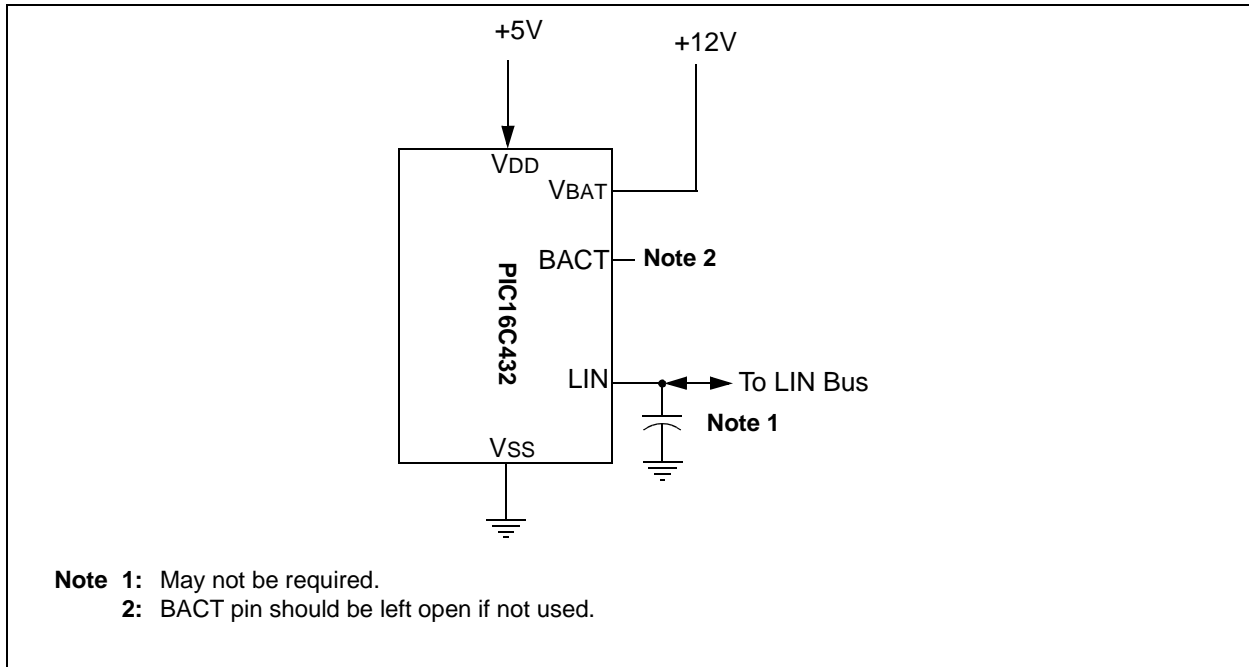 +5V
+12V
VDD
VBAT
BACT
Note 2
PIC16C432
LIN
To LIN Bus
Note 1
VSS
Note 1: May not be required.
2: BACT pin should be left open if not used.